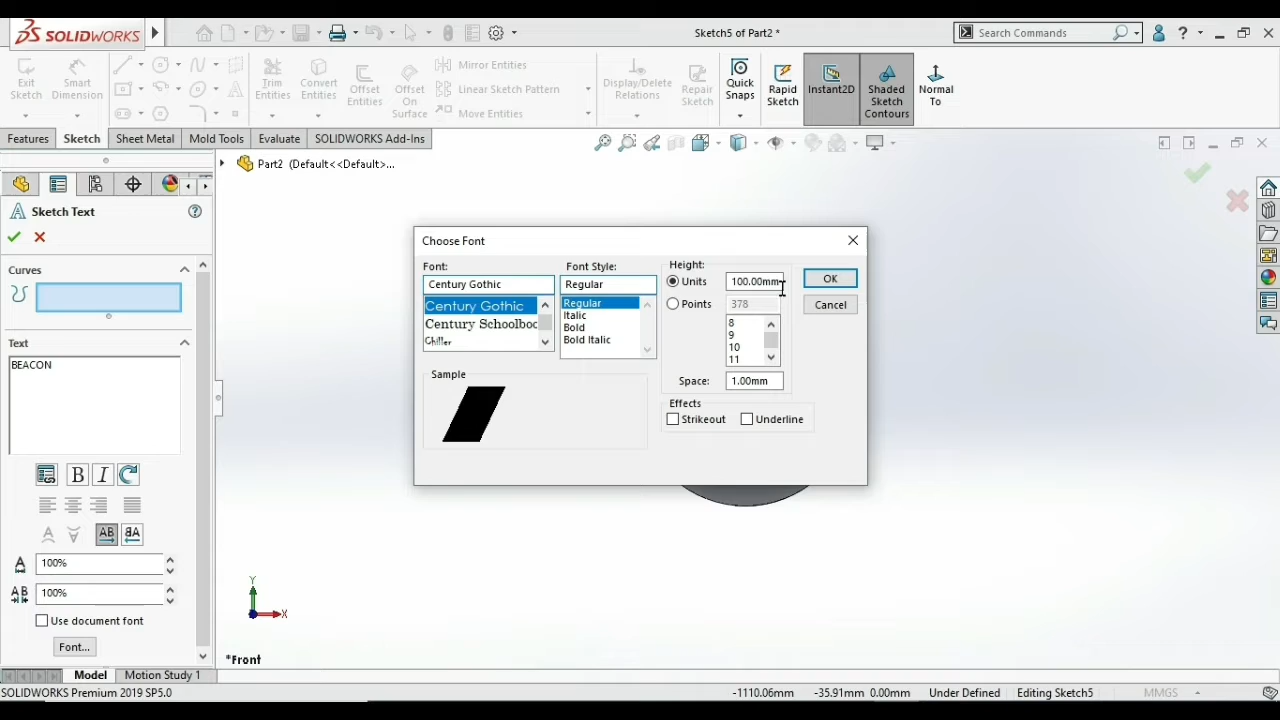 SOLIDWORKS
Sketch5 of Part2 *
Search Commands
Exit Sketch
Smart Dimension
Trim Entities
Convert Entities
Offset Entities
Offset On Surface
Mirror Entities
Linear Sketch Pattern
Move Entities
Display/Delete Relations
Repair Sketch
Quick Snaps
Rapid Sketch
Instant2D
Shaded Sketch Contours
Normal To
Features
Sketch
Sheet Metal
Mold Tools
Evaluate
SOLIDWORKS Add-Ins
Part2 (Default<<Default>...
Sketch Text
Curves
Text
BEACON
B I
AB
100%
AB
100%
Use document font
Font...
Choose Font
Font:
Century Gothic
Century Gothic
Century Schoolboo
Chiller
Font Style:
Regular
Regular
Italic
Bold
Bold Italic
Height:
Units
100.00mm
Points
378
8
9
10
11
Space:
1.00mm
OK
Cancel
Sample
Effects
Strikeout
Underline
Y
X
*Front
Model
Motion Study 1
SOLIDWORKS Premium 2019 SP5.0
-1110.06mm
-35.91mm 0.00mm
Under Defined
Editing Sketch5
MMGS